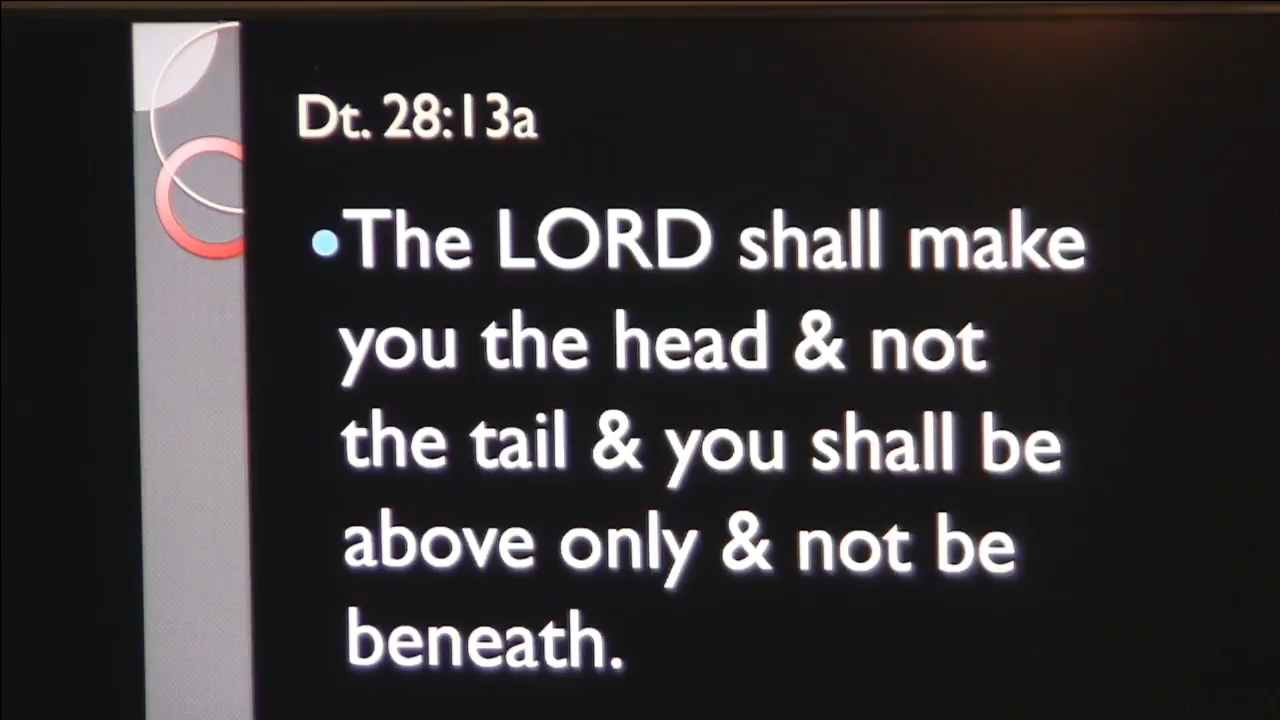 Dt. 28:13a
•The LORD shall make
you the head & not
the tail & you shall be
above only & not be
beneath.